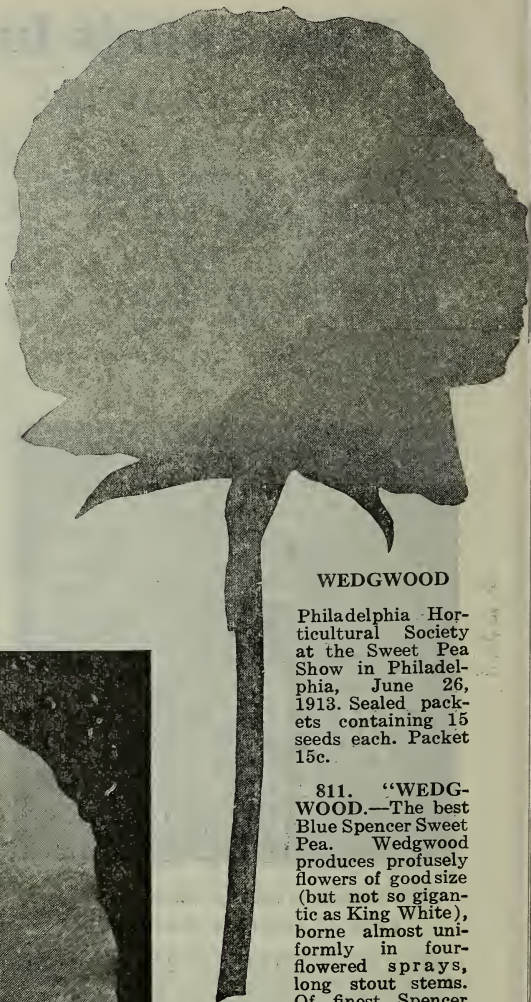 WEDGWOOD
Philadelphia Hor-
ticultural Society
at the Sweet Pea
Show in Philadel-
phia, June 26,
1913. Sealed pack-
ets containing 15
seeds each. Packet
15c.
811. "WEDG-
WOOD.—The best
Blue Spencer Sweet
Pea. Wedgwood
produces profusely
flowers of good size
(but not so gigan-
tic as King White),
borne almost uni-
formly in four-
flowered sprays,
long stout stems.
Of finest Spencer